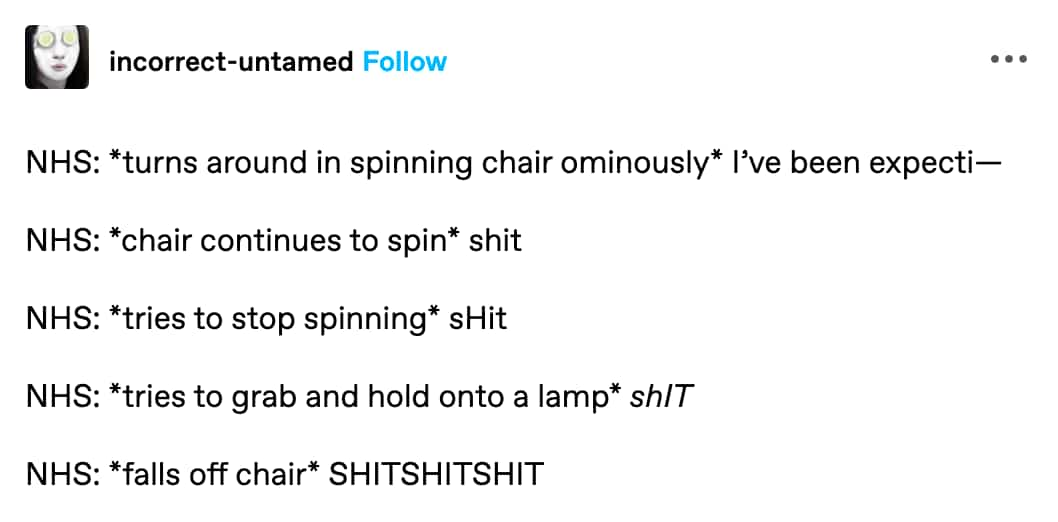 incorrect-untamed Follow
NHS: *turns around in spinning chair ominously* I’ve been expecti—
NHS: *chair continues to spin* shit
NHS: *tries to stop spinning* sHit
NHS: *tries to grab and hold onto a lamp* shIT
NHS: *falls off chair* SHITSHITSHIT